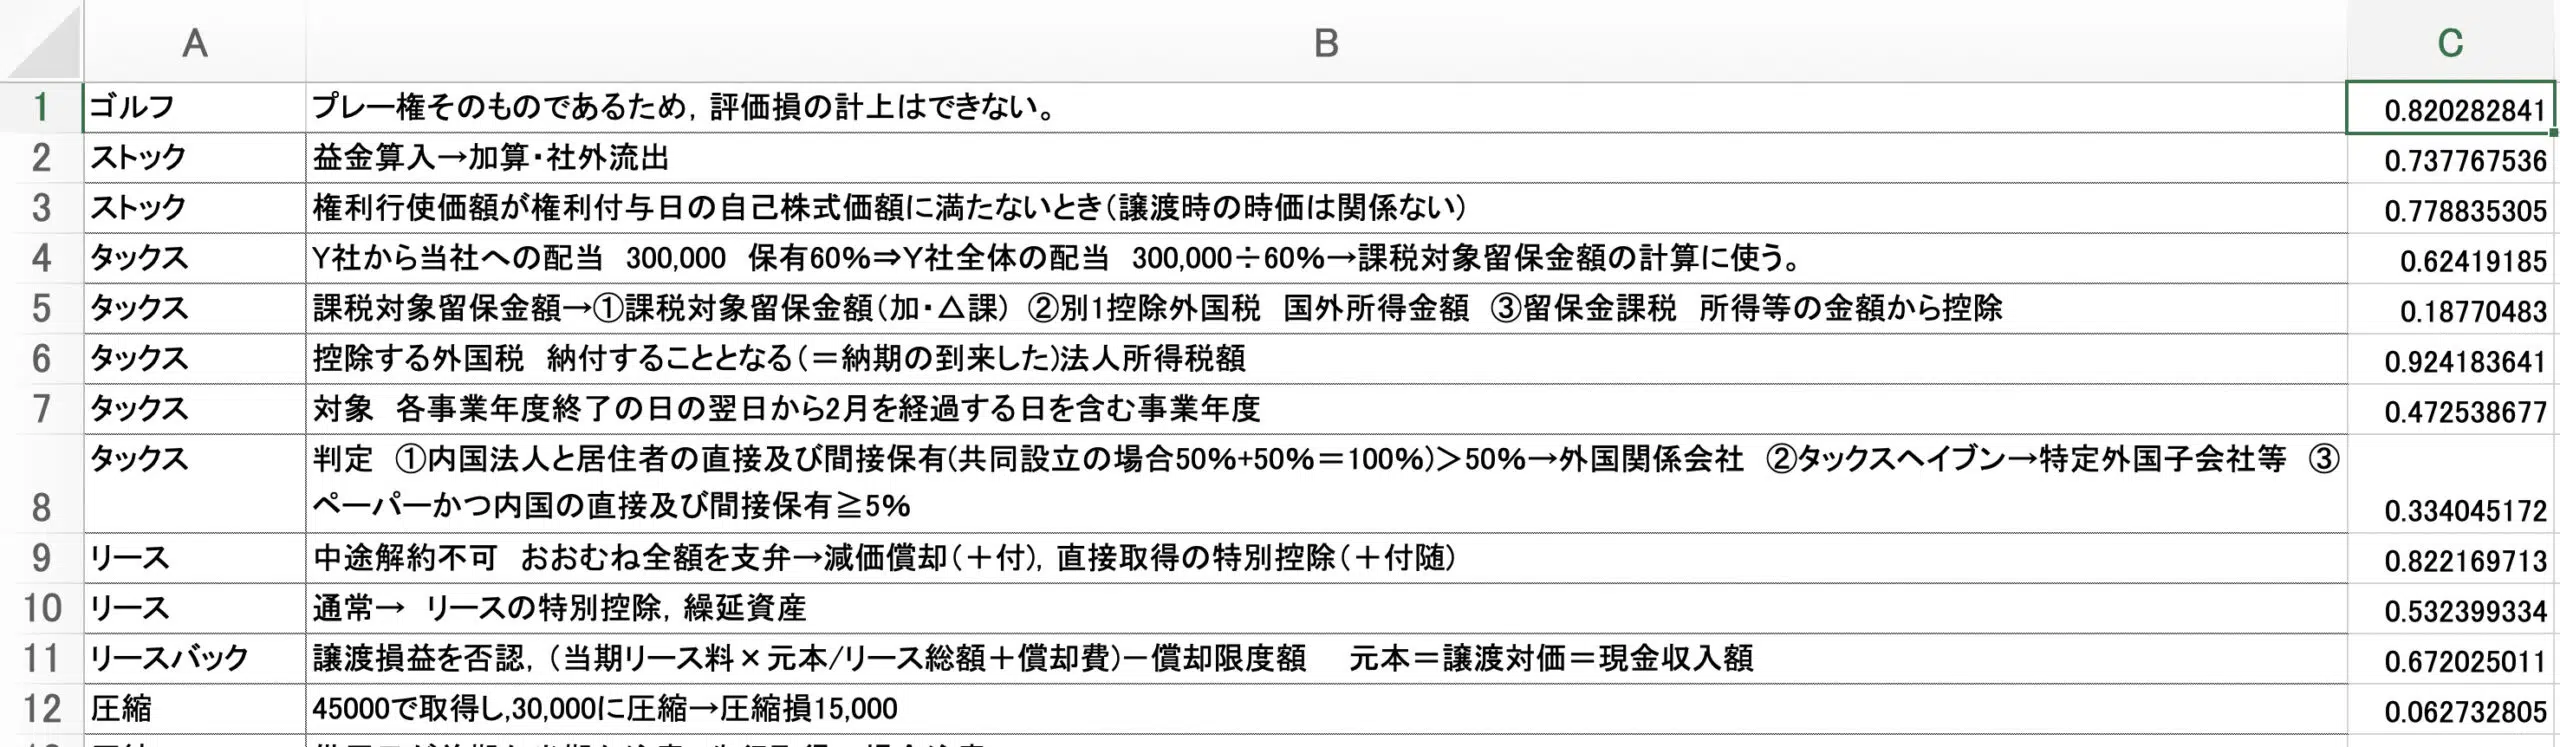 A B C
1 ゴルフ プレー権そのものであるため，評価損の計上はできない。 0.820282841
2 ストック 益金算入→加算・社外流出 0.737767536
3 ストック 権利行使価額が権利付与日の自己株式価額に満たないとき（譲渡時の時価は関係ない） 0.778835305
4 タックス Y社から当社への配当　300,000　保有60%⇒Y社全体の配当　300,000÷60%→課税対象留保金額の計算に使う。 0.62419185
5 タックス 課税対象留保金額→①課税対象留保金額（加・△課）　②別1控除外国税　国外所得金額　③留保金課税　所得等の金額から控除 0.18770483
6 タックス 控除する外国税　納付することとなる（＝納期の到来した)法人所得税額 0.924183641
7 タックス 対象　各事業年度終了の日の翌日から2月を経過する日を含む事業年度 0.472538677
タックス 判定　①内国法人と居住者の直接及び間接保有(共同設立の場合50%+50%＝100%)＞50%→外国関係会社　②タックスヘイブン→特定外国子会社等　③
8 ペーパーかつ内国の直接及び間接保有≧5% 0.334045172
9 リース 中途解約不可　おおむね全額を支弁→減価償却（＋付)，直接取得の特別控除（＋付随） 0.822169713
10 リース 通常→　リースの特別控除，繰延資産 0.532399334
11 リースバック 譲渡損益を否認，（当期リース料×元本/リース総額＋償却費)－償却限度額　　元本＝譲渡対価＝現金収入額 0.672025011
12 圧縮 45000で取得し,30,000に圧縮→圧縮損15,000 0.062732805